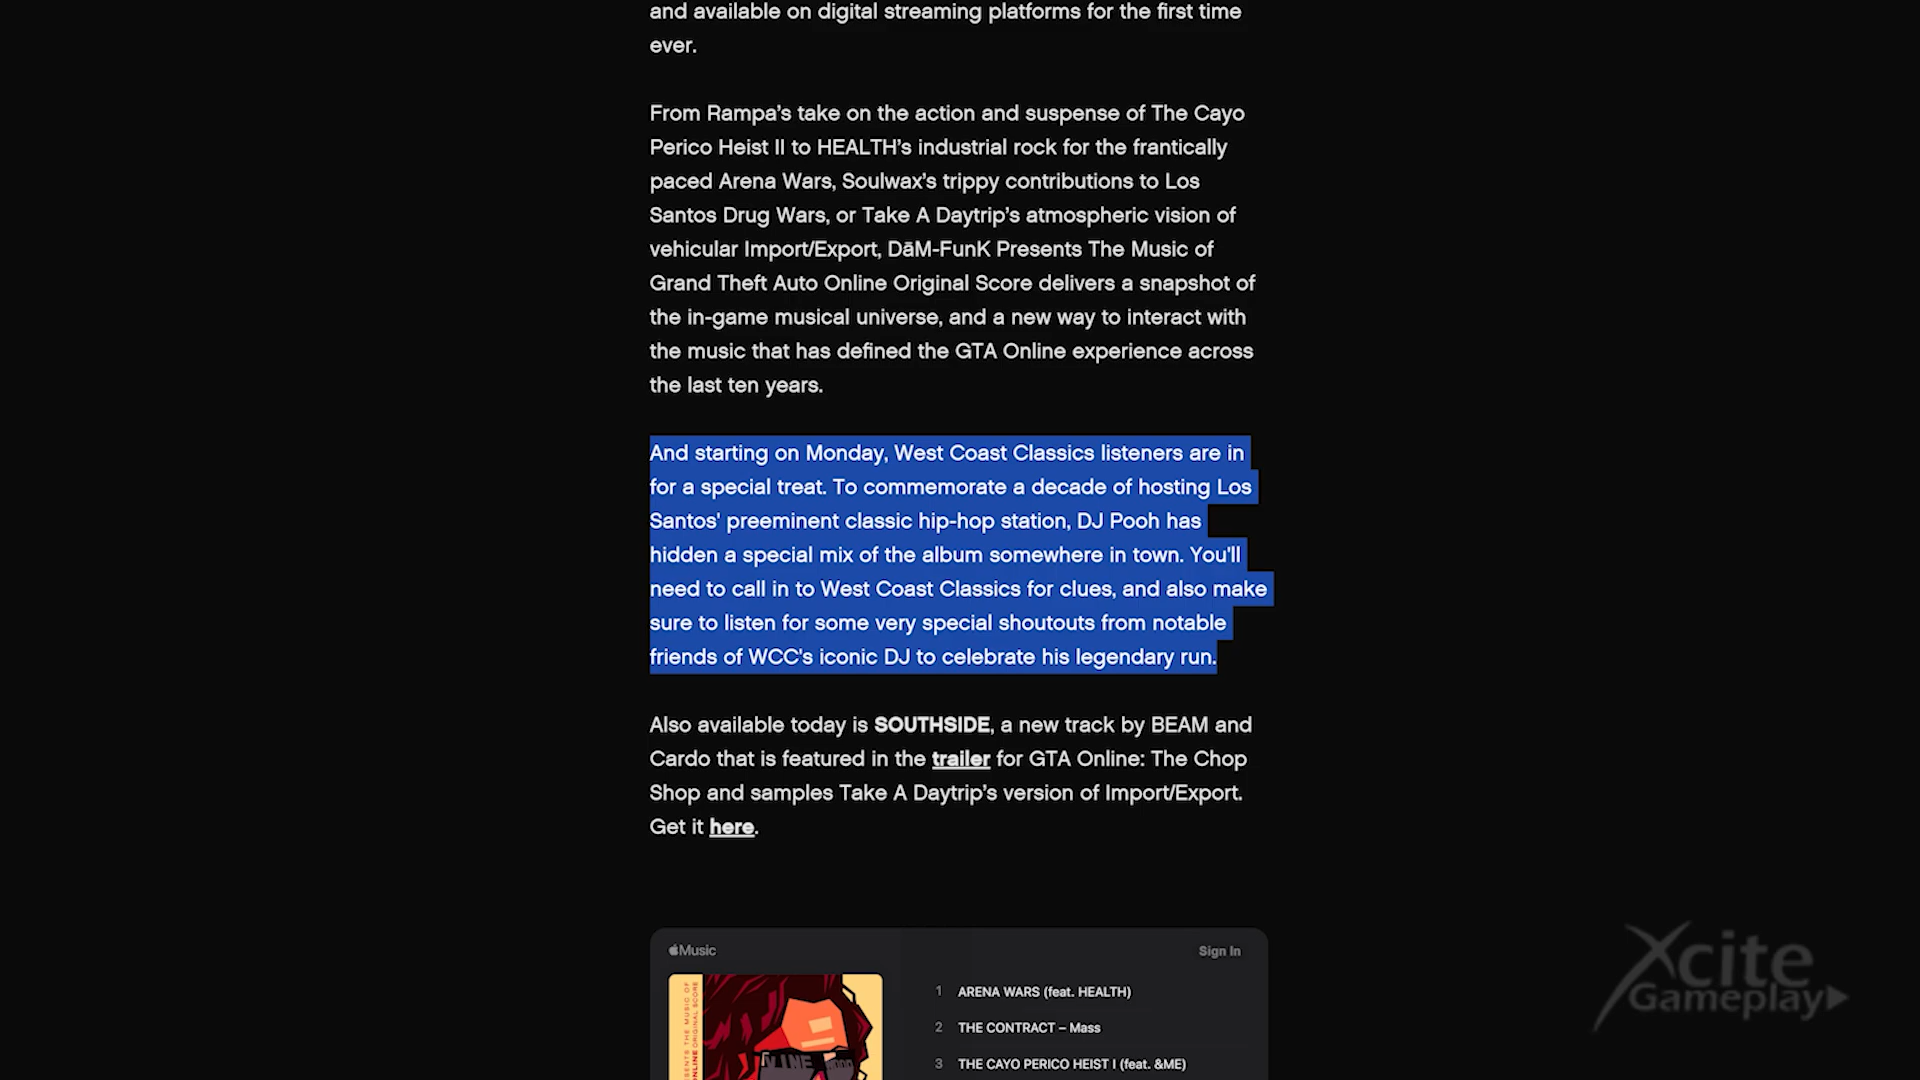 and available on digital streaming platforms for the first time
ever.
From Rampa’s take on the action and suspense of The Cayo
Perico Heist II to HEALTH’s industrial rock for the frantically
paced Arena Wars, Soulwax’s trippy contributions to Los
Santos Drug Wars, or Take A Daytrip’s atmospheric vision of
vehicular Import/Export, DāM-FunK Presents The Music of
Grand Theft Auto Online Original Score delivers a snapshot of
the in-game musical universe, and a new way to interact with
the music that has defined the GTA Online experience across
the last ten years.
And starting on Monday, West Coast Classics listeners are in
for a special treat. To commemorate a decade of hosting Los
Santos' preeminent classic hip-hop station, DJ Pooh has
hidden a special mix of the album somewhere in town. You'll
need to call in to West Coast Classics for clues, and also make
sure to listen for some very special shoutouts from notable
friends of WCC's iconic DJ to celebrate his legendary run.
Also available today is SOUTHSIDE, a new track by BEAM and
Cardo that is featured in the trailer for GTA Online: The Chop
Shop and samples Take A Daytrip’s version of Import/Export.
Get it here.
Music
Sign In
1 ARENA WARS (feat. HEALTH)
2 THE CONTRACT – Mass
3 THE CAYO PERICO HEIST I (feat. &ME)
THE MUSIC OF
ONLINE ORIGINAL SCORE
Xcite
Gameplay